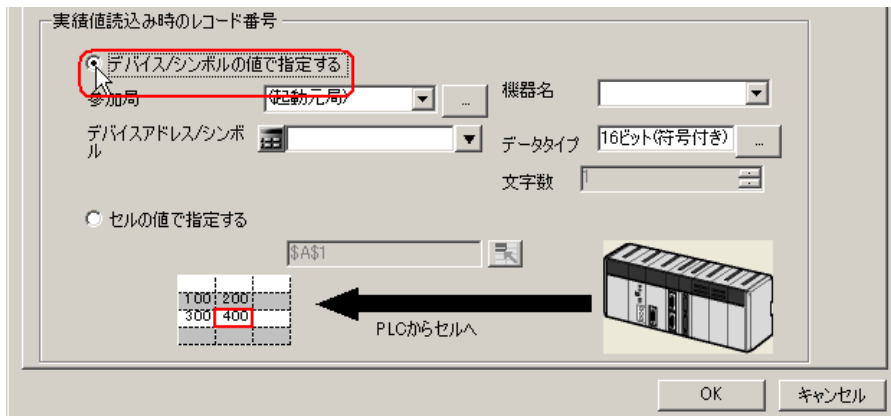 実績値読込み時のレコード番号
デバイス/シンボルの値で指定する
参加局 (起動元局) ... 機器名
デバイスアドレス/シンボ
ル
データタイプ 16ビット(符号付き) ...
文字数 1
セルの値で指定する
$A$1
100 200
300 400
PLCからセルへ
OK キャンセル